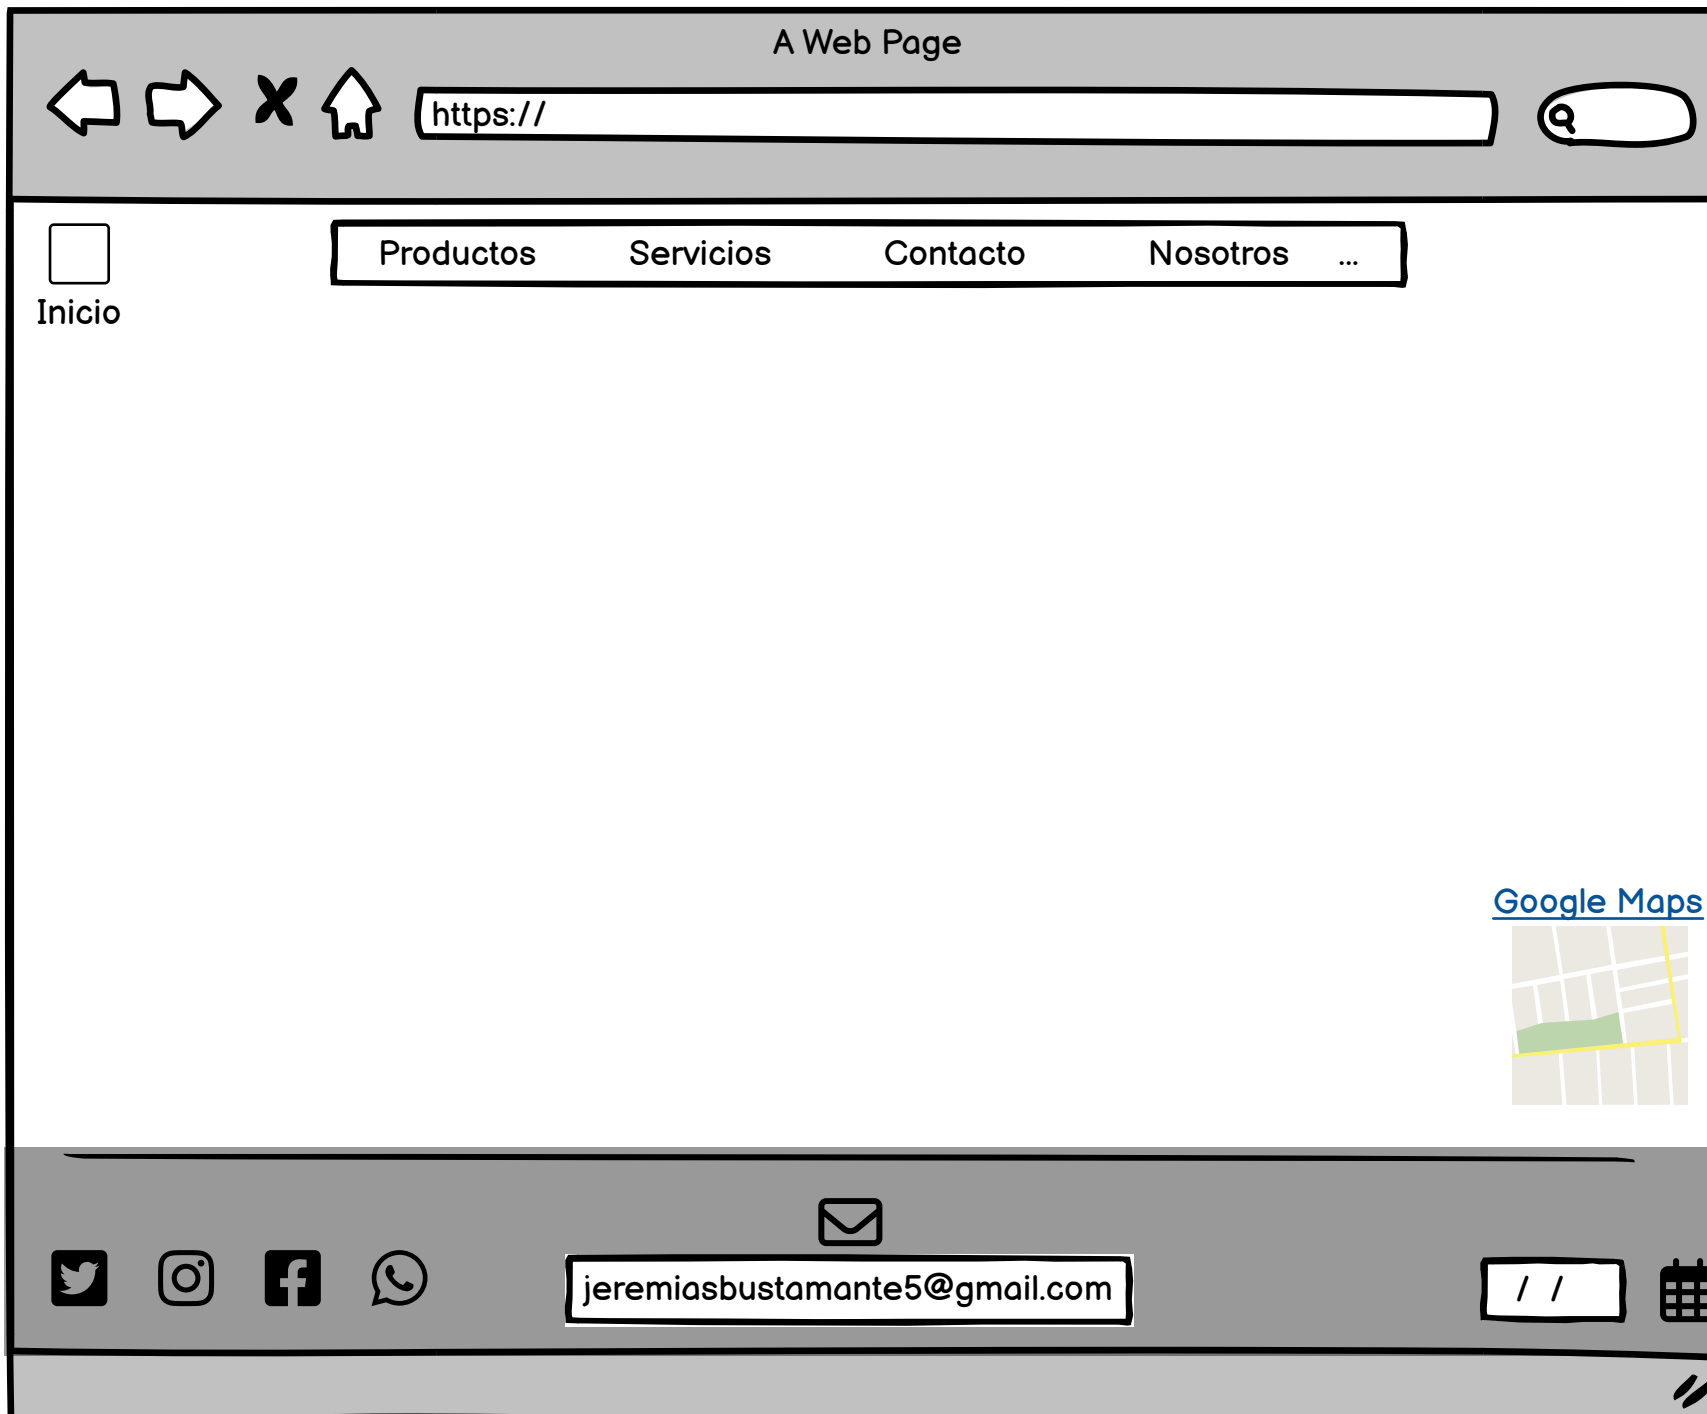 A Web Page
https://
Productos Servicios Contacto Nosotros ...
Inicio
Google Maps
jeremiasbustamante5@gmail.com
/ /